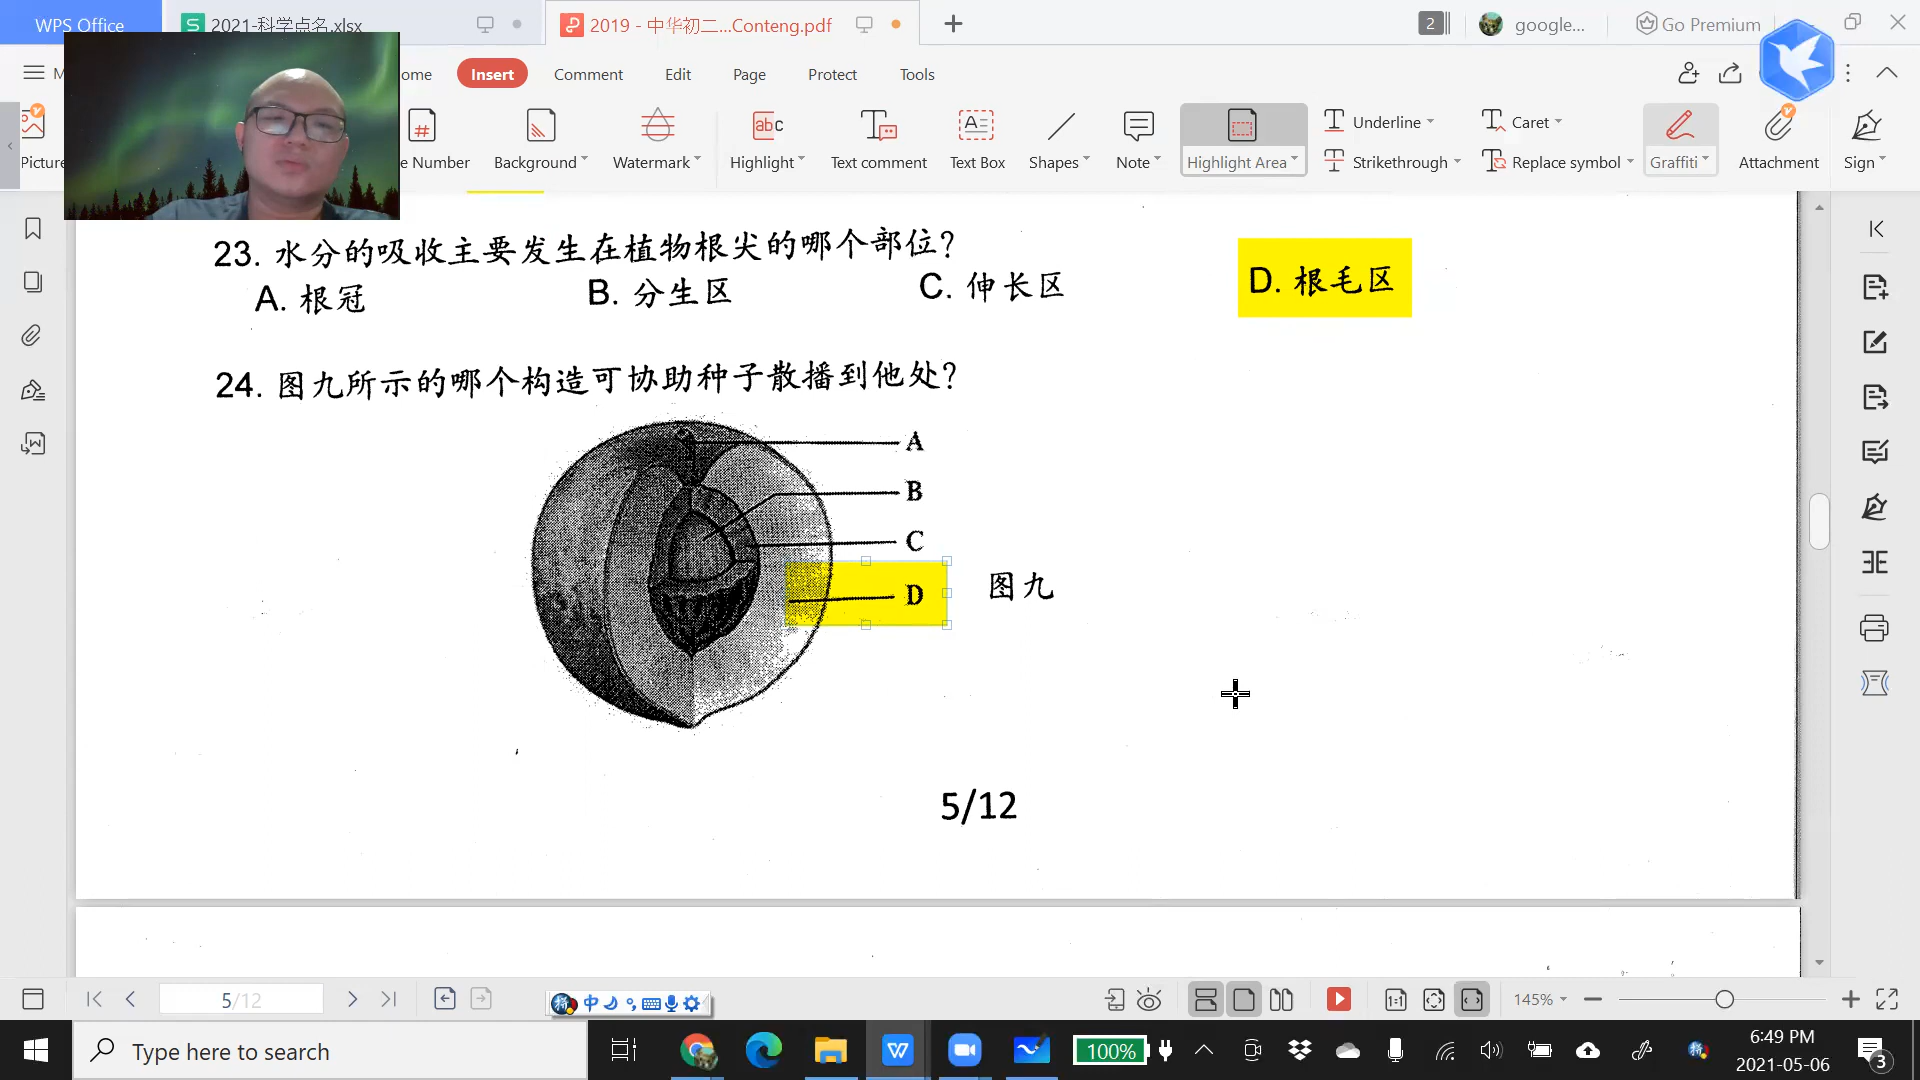 WPS Office
2021-科学点名.xlsx
2019 - 中华初二...Conteng.pdf
2
google...
Go Premium
ome
Insert
Comment
Edit
Page
Protect
Tools
Picture
e Number
Background
Watermark
Highlight
Text comment
Text Box
Shapes
Note
Highlight Area
Underline
Strikethrough
Caret
Replace symbol
Graffiti
Attachment
Sign
23. 水分的吸收主要发生在植物根尖的哪个部位?
A. 根冠
B. 分生区
C. 伸长区
D. 根毛区
24. 图九所示的哪个构造可协助种子散播到他处?
A
B
C
D
图九
5/12
5/12
中
145%
Type here to search
100%
6:49 PM
2021-05-06
3